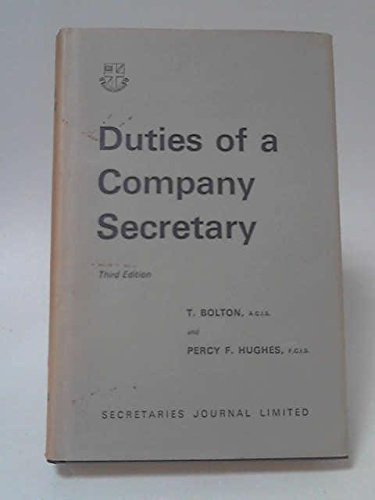 Duties of a
Company
Secretary
Third Edition
T. BOLTON, A.C.I.S.
and
PERCY F. HUGHES, F.C.I.S.
SECRETARIES JOURNAL LIMITED